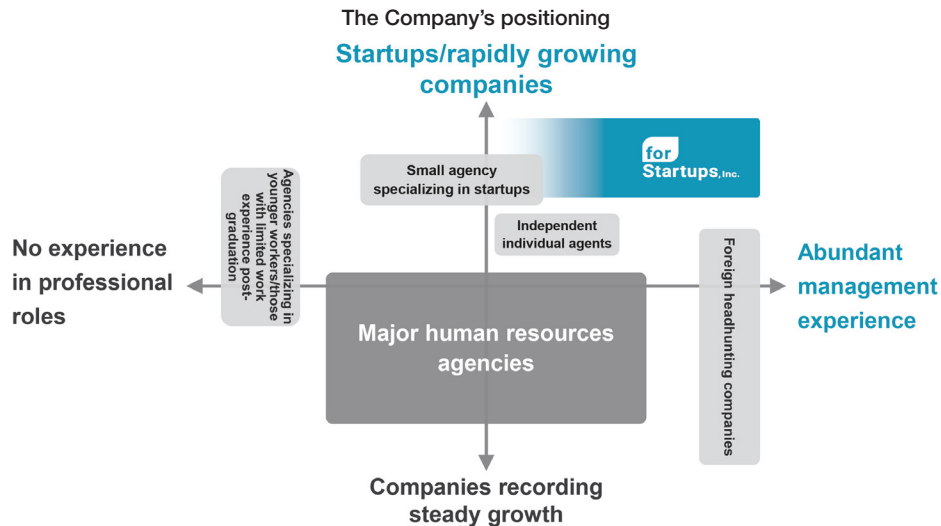 The Company's positioning
Startups/rapidly growing
companies
for
Startups, Inc.
Small agency
specializing in startups
Agencies specializing in
younger workers/those
with limited work
experience post-
graduation
Independent
individual agents
No experience
in professional
roles
Foreign headhunting companies
Abundant
management
experience
Major human resources
agencies
Companies recording
steady growth